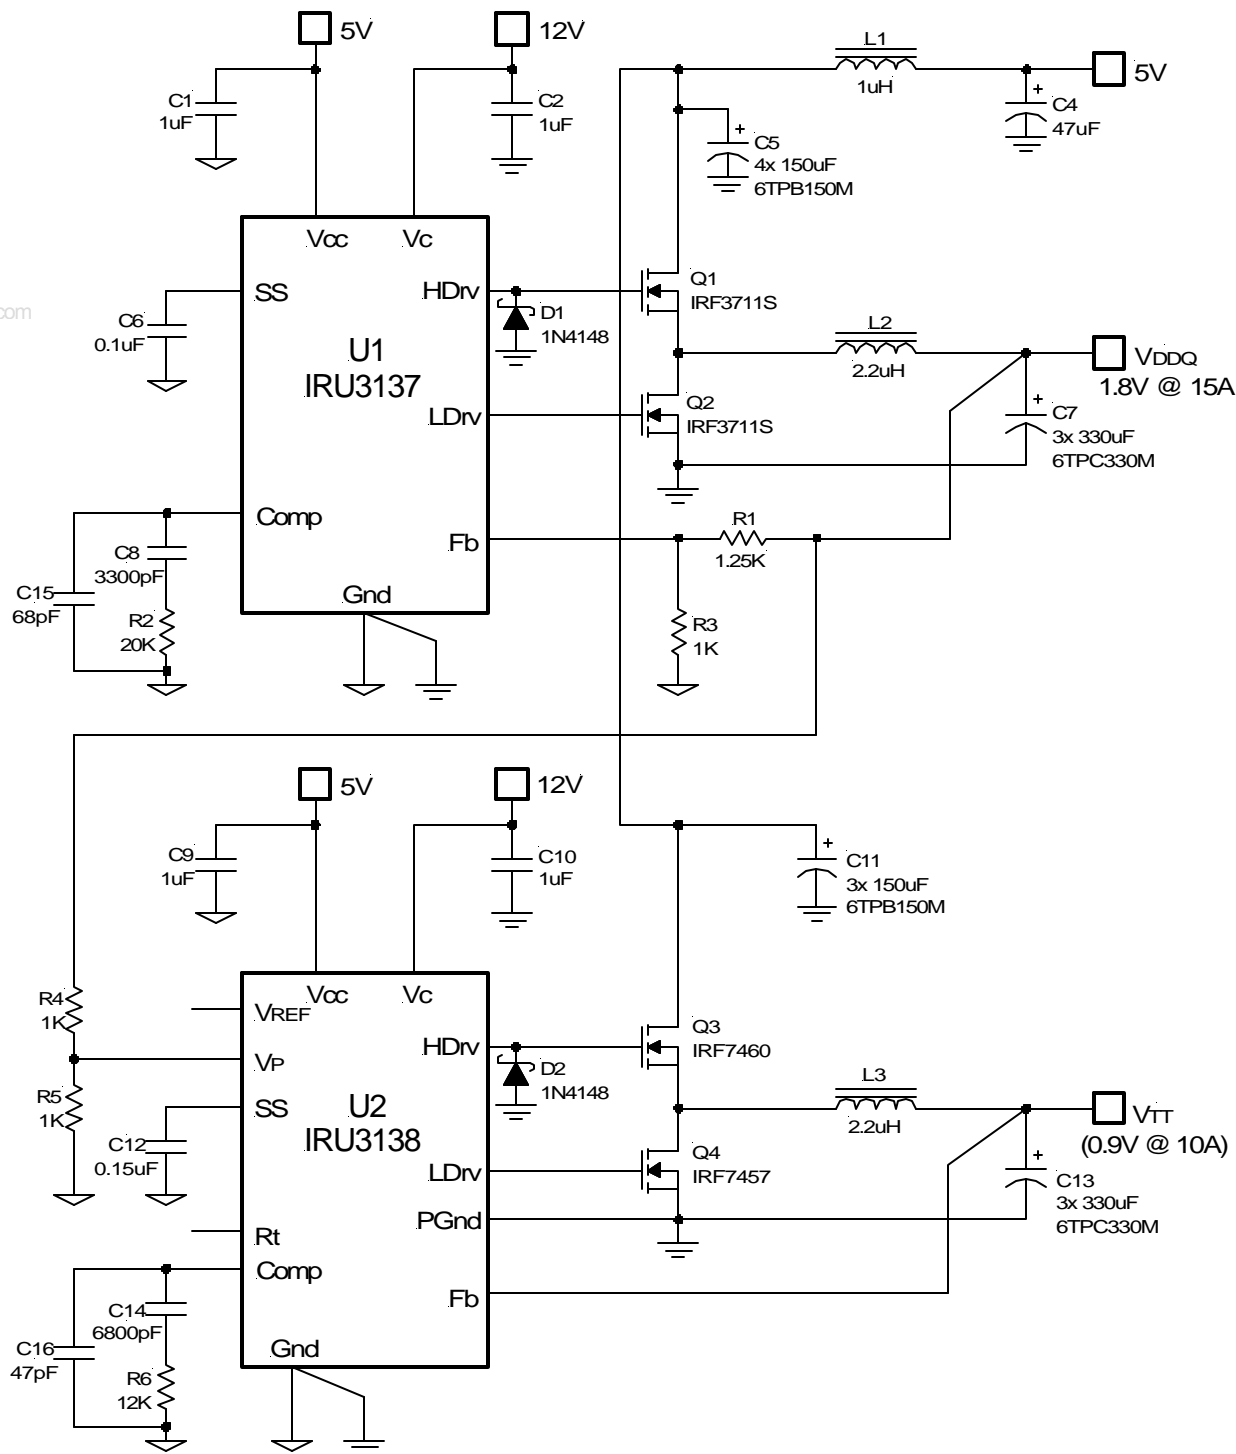 5V
12V
L1
1uH
5V
C1
1uF
C2
1uF
C4
47uF
C5
4x 150uF
6TPB150M
Vcc
Vc
SS
HDrv
Q1
IRF3711S
com
C6
0.1uF
D1
1N4148
U1
IRU3137
L2
2.2uH
VDDQ
1.8V @ 15A
LDrv
Q2
IRF3711S
C7
3x 330uF
6TPC330M
Comp
Fb
R1
1.25K
C8
3300pF
C15
68pF
R2
20K
Gnd
R3
1K
5V
12V
C9
1uF
C10
1uF
C11
3x 150uF
6TPB150M
Vcc
Vc
R4
1K
VREF
HDrv
Q3
IRF7460
VP
D2
1N4148
R5
1K
SS
U2
IRU3138
L3
2.2uH
VTT
(0.9V @ 10A)
C12
0.15uF
LDrv
Q4
IRF7457
C13
3x 330uF
6TPC330M
PGnd
Rt
Comp
Fb
C14
6800pF
C16
47pF
Gnd
R6
12K